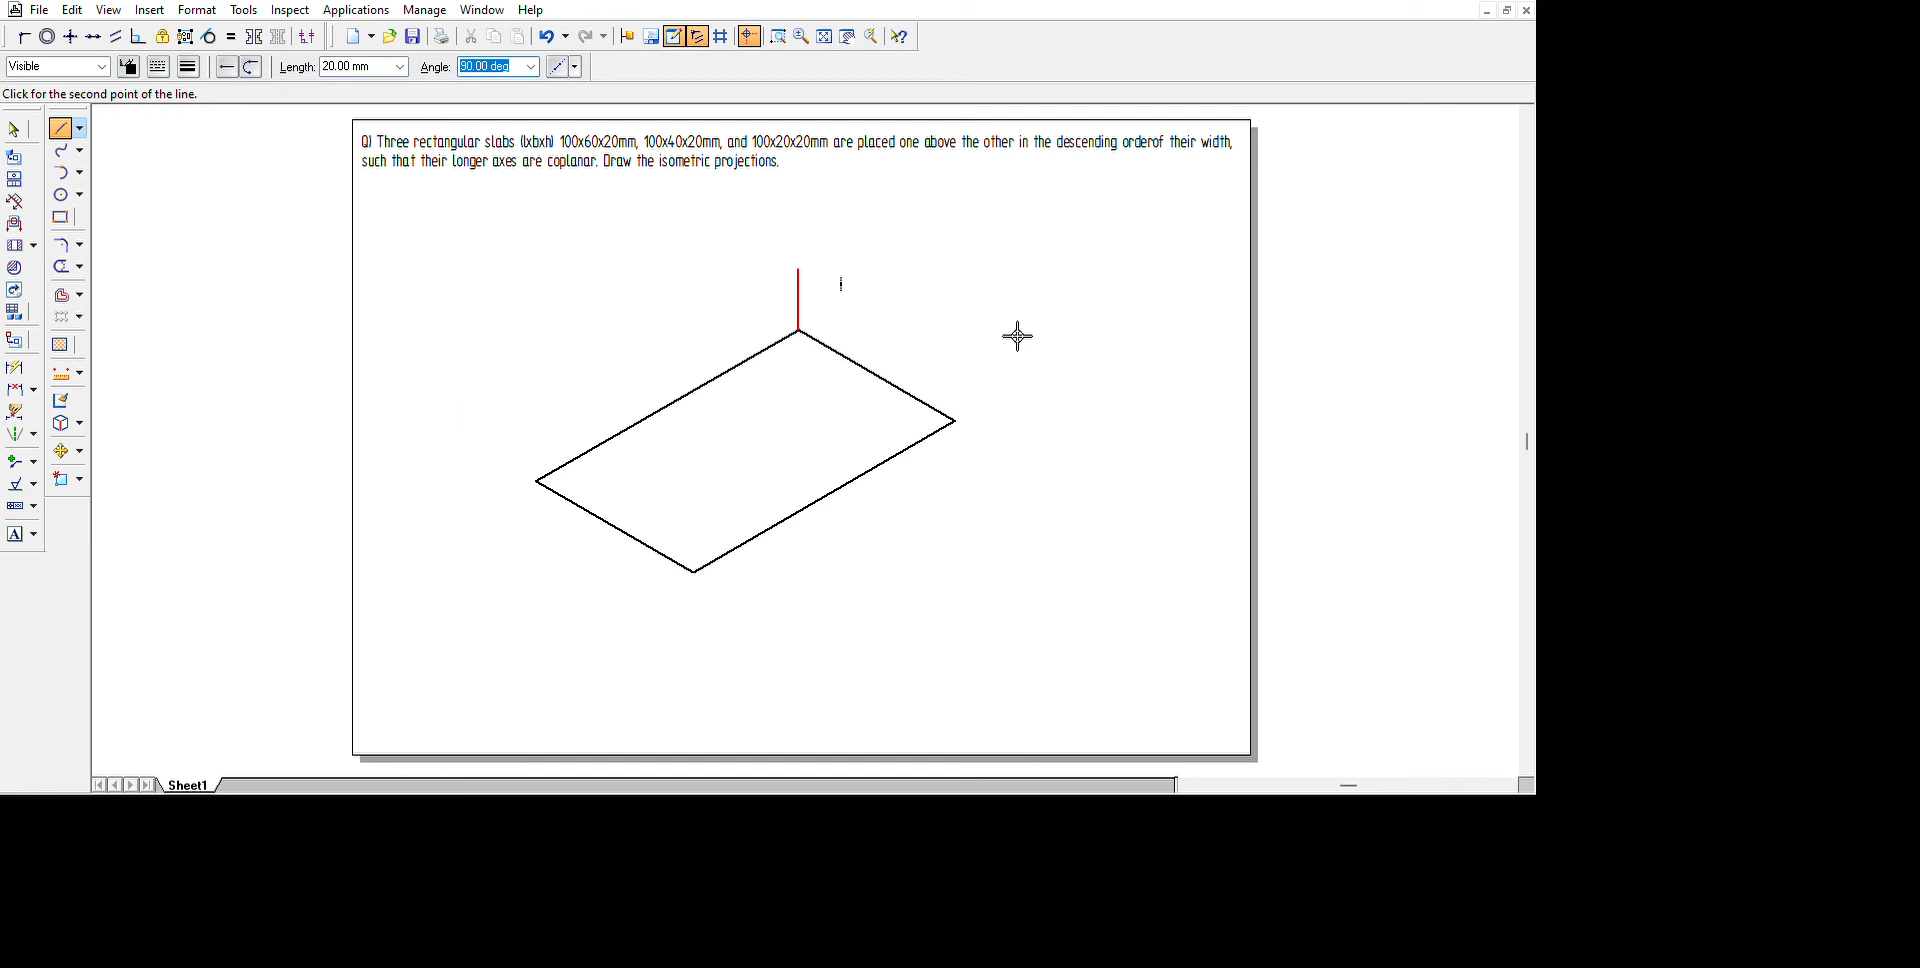 File Edit View Insert Format Tools Inspect Applications Manage Window Help
Visible Length: 20.00 mm Angle: 90.00 deg
Click for the second point of the line.
Q) Three rectangular slabs (lxbxh) 100x60x20mm, 100x40x20mm, and 100x20x20mm are placed one above the other in the descending orderof their width,
such that their longer axes are coplanar. Draw the isometric projections.
A
Sheet1